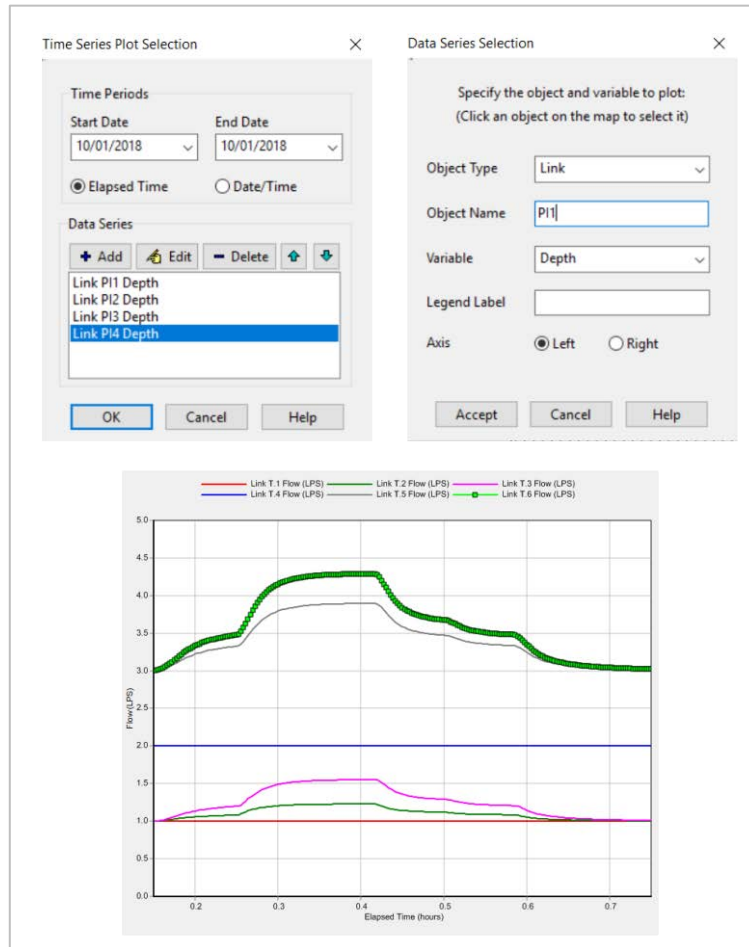 Time Series Plot Selection
Time Periods
Start Date End Date
10/01/2018 10/01/2018
Elapsed Time Date/Time
Data Series
Add Edit Delete
Link PI1 Depth
Link PI2 Depth
Link PI3 Depth
Link PI4 Depth
OK Cancel Help
Data Series Selection
Specify the object and variable to plot:
(Click an object on the map to select it)
Object Type Link
Object Name PI1
Variable Depth
Legend Label
Axis Left Right
Accept Cancel Help
Link T.1 Flow (LPS) Link T.2 Flow (LPS) Link T.3 Flow (LPS)
Link T.4 Flow (LPS) Link T.5 Flow (LPS) Link T.6 Flow (LPS)
5.0
4.5
4.0
3.5
3.0
Flow (LPS)
2.5
2.0
1.5
1.0
0.5
0.0
0.2 0.3 0.4 0.5 0.6 0.7
Elapsed Time (hours)